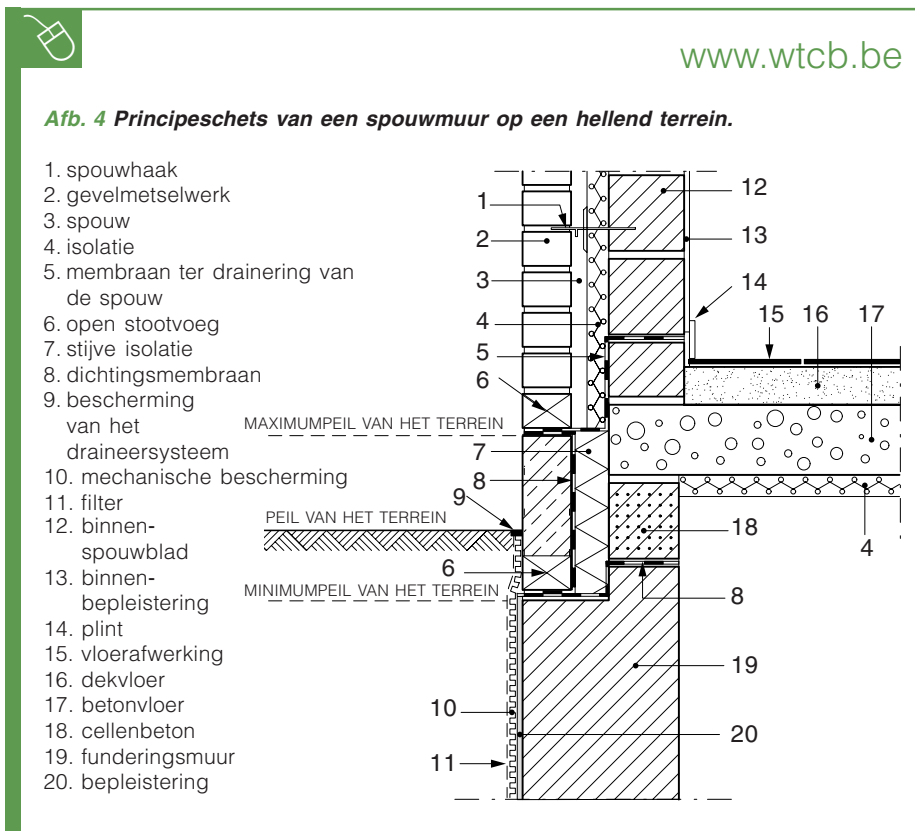 www.wtcb.be
Afb. 4 Principeschets van een spouwmuur op een hellend terrein.
1. spouwhaak
2. gevelmetselwerk
3. spouw
4. isolatie
5. membraan ter drainering van
de spouw
6. open stootvoeg
7. stijve isolatie
8. dichtingsmembraan
9. bescherming
van het
draineersysteem
10. mechanische bescherming
11. filter
12. binnen-
spouwblad
13. binnen-
bepleistering
14. plint
15. vloerafwerking
16. dekvloer
17. betonvloer
18. cellenbeton
19. funderingsmuur
20. bepleistering
1
2
3
4
5
6
MAXIMUMPEIL VAN HET TERREIN
7
8
9
PEIL VAN HET TERREIN
6
MINIMUMPEIL VAN HET TERREIN
10
11
12
13
14
15
16
17
18
4
8
19
20